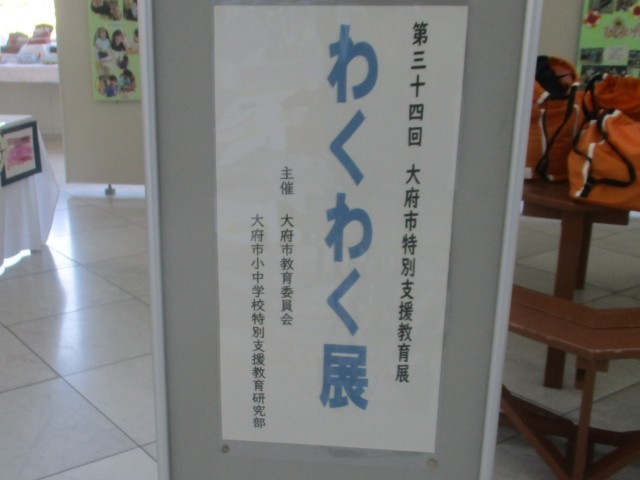 第三十四回 大府市特別支援教育展
わくわく展
主催 大府市教育委員会
大府市小中学校特別支援教育研究部